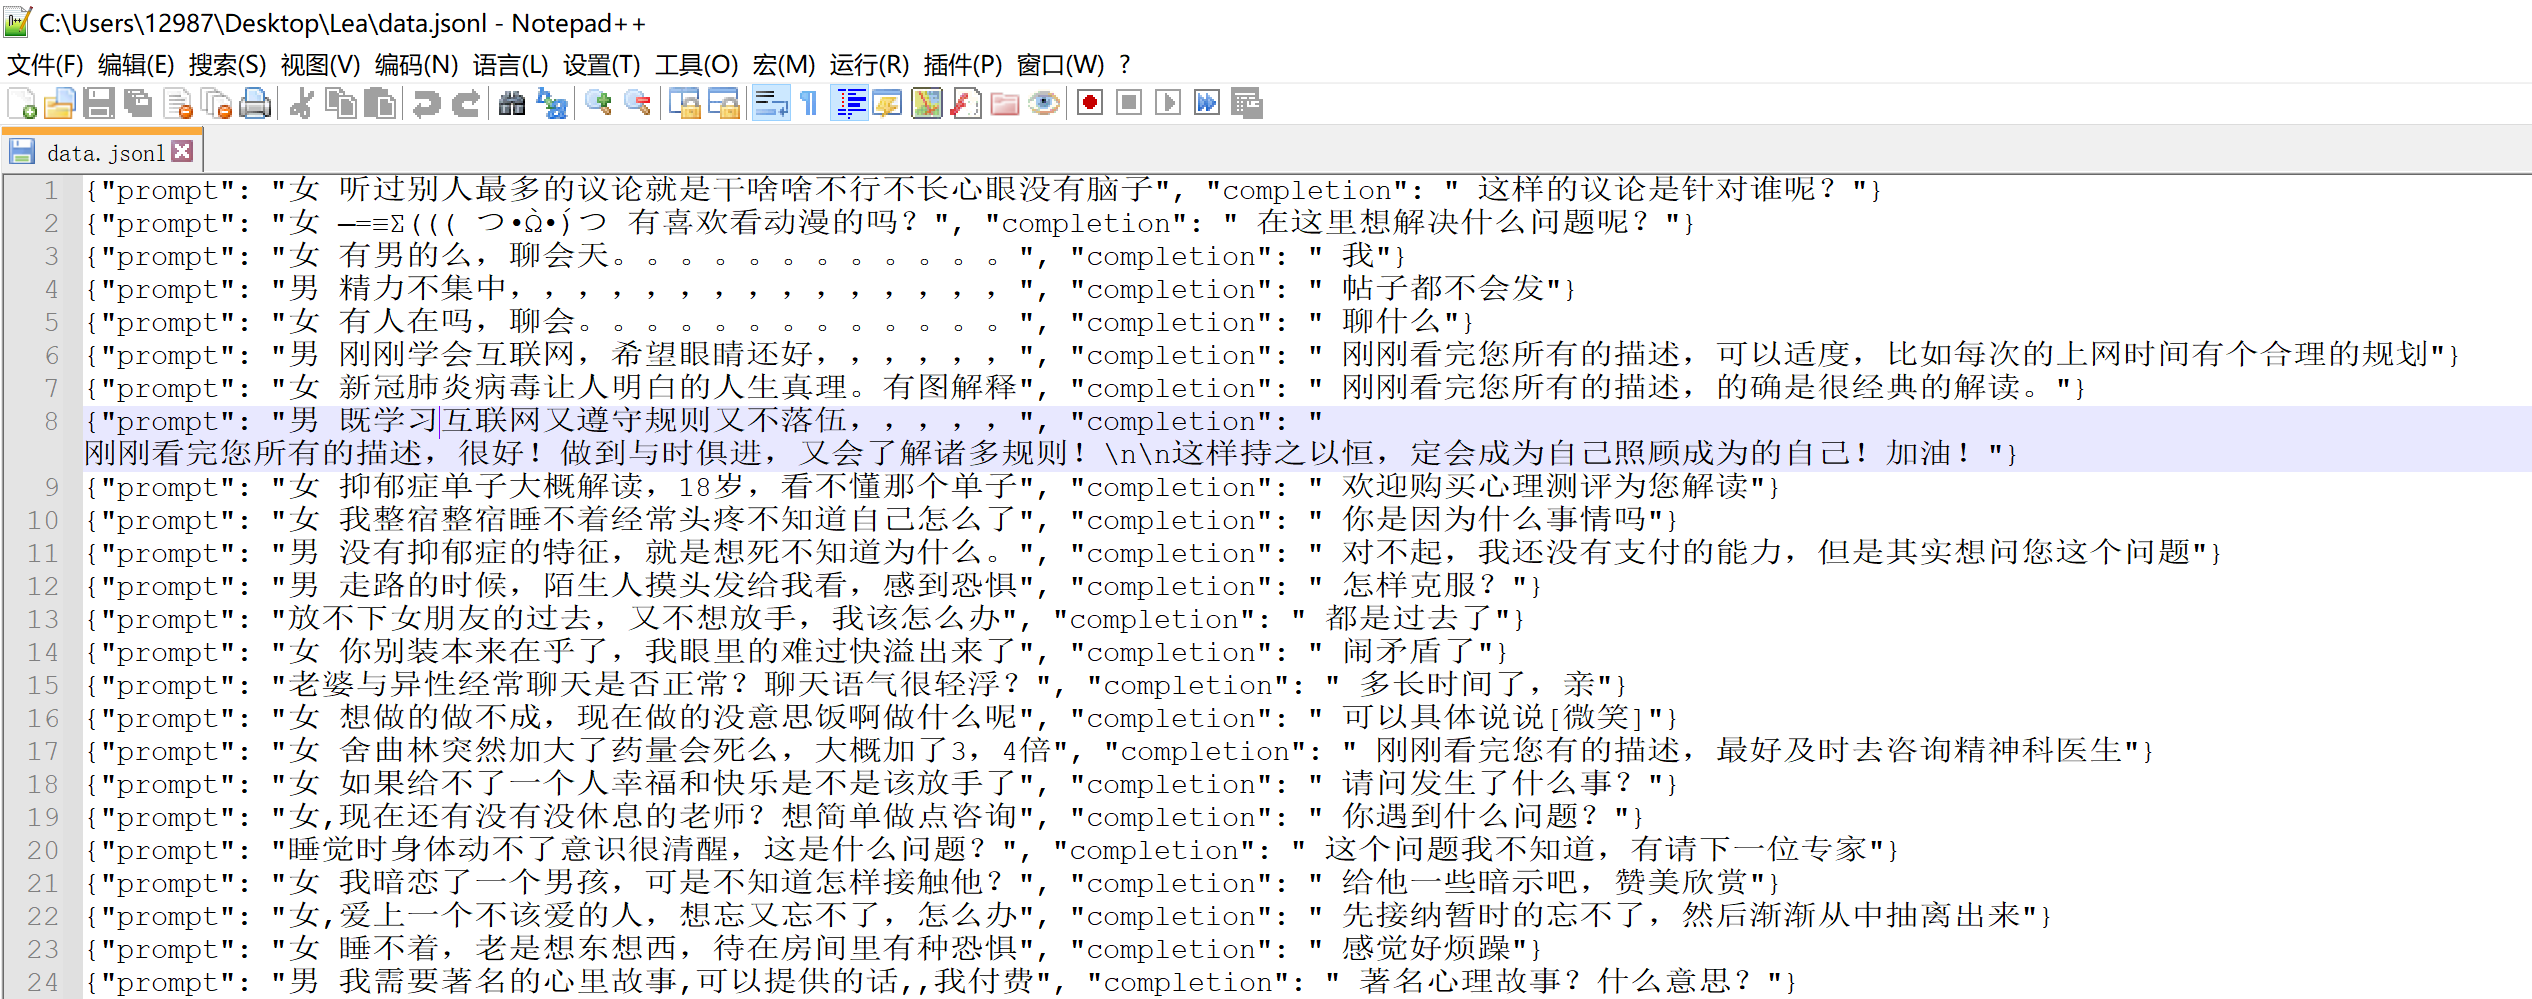 C:\Users\12987\Desktop\Lea\data.jsonl - Notepad++
文件(F) 编辑(E) 搜索(S) 视图(V) 编码(N) 语言(L) 设置(T) 工具(O) 宏(M) 运行(R) 插件(P) 窗口(W) ?
data.jsonl
1 {"prompt": "女 听过别人最多的议论就是干啥啥不行不长心眼没有脑子", "completion": " 这样的议论是针对谁呢？"}
2 {"prompt": "女 —=≡Σ((( つ•̀ω•́)つ 有喜欢看动漫的吗？", "completion": " 在这里想解决什么问题呢？"}
3 {"prompt": "女 有男的么，聊会天。。。。。。。。。。。。", "completion": " 我"}
4 {"prompt": "男 精力不集中，，，，，，，，，，，，，，，", "completion": " 帖子都不会发"}
5 {"prompt": "女 有人在吗，聊会。。。。。。。。。。。。。", "completion": " 聊什么"}
6 {"prompt": "男 刚刚学会互联网，希望眼睛还好，，，，，，", "completion": " 刚刚看完您所有的描述，可以适度，比如每次的上网时间有个合理的规划"}
7 {"prompt": "女 新冠肺炎病毒让人明白的人生真理。有图解释", "completion": " 刚刚看完您所有的描述，的确是很经典的解读。"}
8 {"prompt": "男 既学习互联网又遵守规则又不落伍，，，，，", "completion": "
刚刚看完您所有的描述，很好！做到与时俱进，又会了解诸多规则！\n\n这样持之以恒，定会成为自己照顾成为的自己！加油！"}
9 {"prompt": "女 抑郁症单子大概解读，18岁，看不懂那个单子", "completion": " 欢迎购买心理测评为您解读"}
10 {"prompt": "女 我整宿整宿睡不着经常头疼不知道自己怎么了", "completion": " 你是因为什么事情吗"}
11 {"prompt": "男 没有抑郁症的特征，就是想死不知道为什么。", "completion": " 对不起，我还没有支付的能力，但是其实想问您这个问题"}
12 {"prompt": "男 走路的时候，陌生人摸头发给我看，感到恐惧", "completion": " 怎样克服？"}
13 {"prompt": "放不下女朋友的过去，又不想放手，我该怎么办", "completion": " 都是过去了"}
14 {"prompt": "女 你别装本来在乎了，我眼里的难过快溢出来了", "completion": " 闹矛盾了"}
15 {"prompt": "老婆与异性经常聊天是否正常？聊天语气很轻浮？", "completion": " 多长时间了，亲"}
16 {"prompt": "女 想做的做不成，现在做的没意思饭啊做什么呢", "completion": " 可以具体说说[微笑]"}
17 {"prompt": "女 舍曲林突然加大了药量会死么，大概加了3，4倍", "completion": " 刚刚看完您有的描述，最好及时去咨询精神科医生"}
18 {"prompt": "女 如果给不了一个人幸福和快乐是不是该放手了", "completion": " 请问发生了什么事？"}
19 {"prompt": "女,现在还有没有没休息的老师？想简单做点咨询", "completion": " 你遇到什么问题？"}
20 {"prompt": "睡觉时身体动不了意识很清醒，这是什么问题？", "completion": " 这个问题我不知道，有请下一位专家"}
21 {"prompt": "女 我暗恋了一个男孩，可是不知道怎样接触他？", "completion": " 给他一些暗示吧，赞美欣赏"}
22 {"prompt": "女,爱上一个不该爱的人，想忘又忘不了，怎么办", "completion": " 先接纳暂时的忘不了，然后渐渐从中抽离出来"}
23 {"prompt": "女 睡不着，老是想东想西，待在房间里有种恐惧", "completion": " 感觉好烦躁"}
24 {"prompt": "男 我需要著名的心里故事,可以提供的话,,我付费", "completion": " 著名心理故事？什么意思？"}